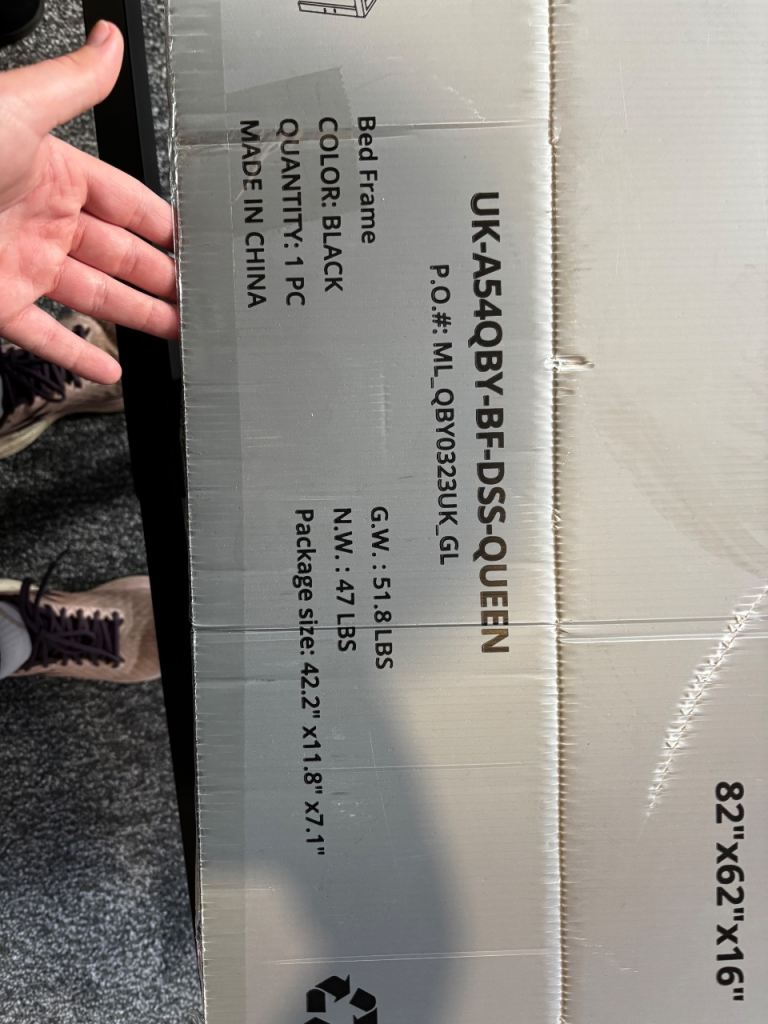 82"x62"x16"
UK-A54QBY-BF-DSS-QUEEN
P.O.#: ML_QBY0323UK_GL
Bed Frame
COLOR: BLACK
QUANTITY: 1 PC
MADE IN CHINA
G.W. : 51.8 LBS
N.W. : 47 LBS
Package size: 42.2" x11.8" x7.1"